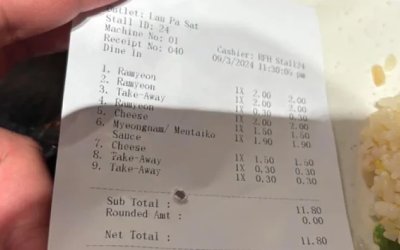 Outlet: Lau Pa Sat
Stall ID: 24
Machine No: 01 Cashier: RFH Stall24
Receipt No: 040 09/3/2024 pm
Dine In
1. Ramyeon 1X 2.00 2.00
2. Ramyeon 1X 2.00 2.00
3. Take-Away 1X 0.30 0.30
4. Ramyeon 1X 2.00 2.00
5. Cheese 1X 1.50 1.50
6. Myeongnam/ Mentaiko 1X 1.90 1.90
Sauce
7. Cheese 1X 1.50 1.50
8. Take-Away 1X 0.30 0.30
9. Take-Away 1X 0.30 0.30
Sub Total : 11.80
Rounded Amt : 0.00
Net Total : 11.80